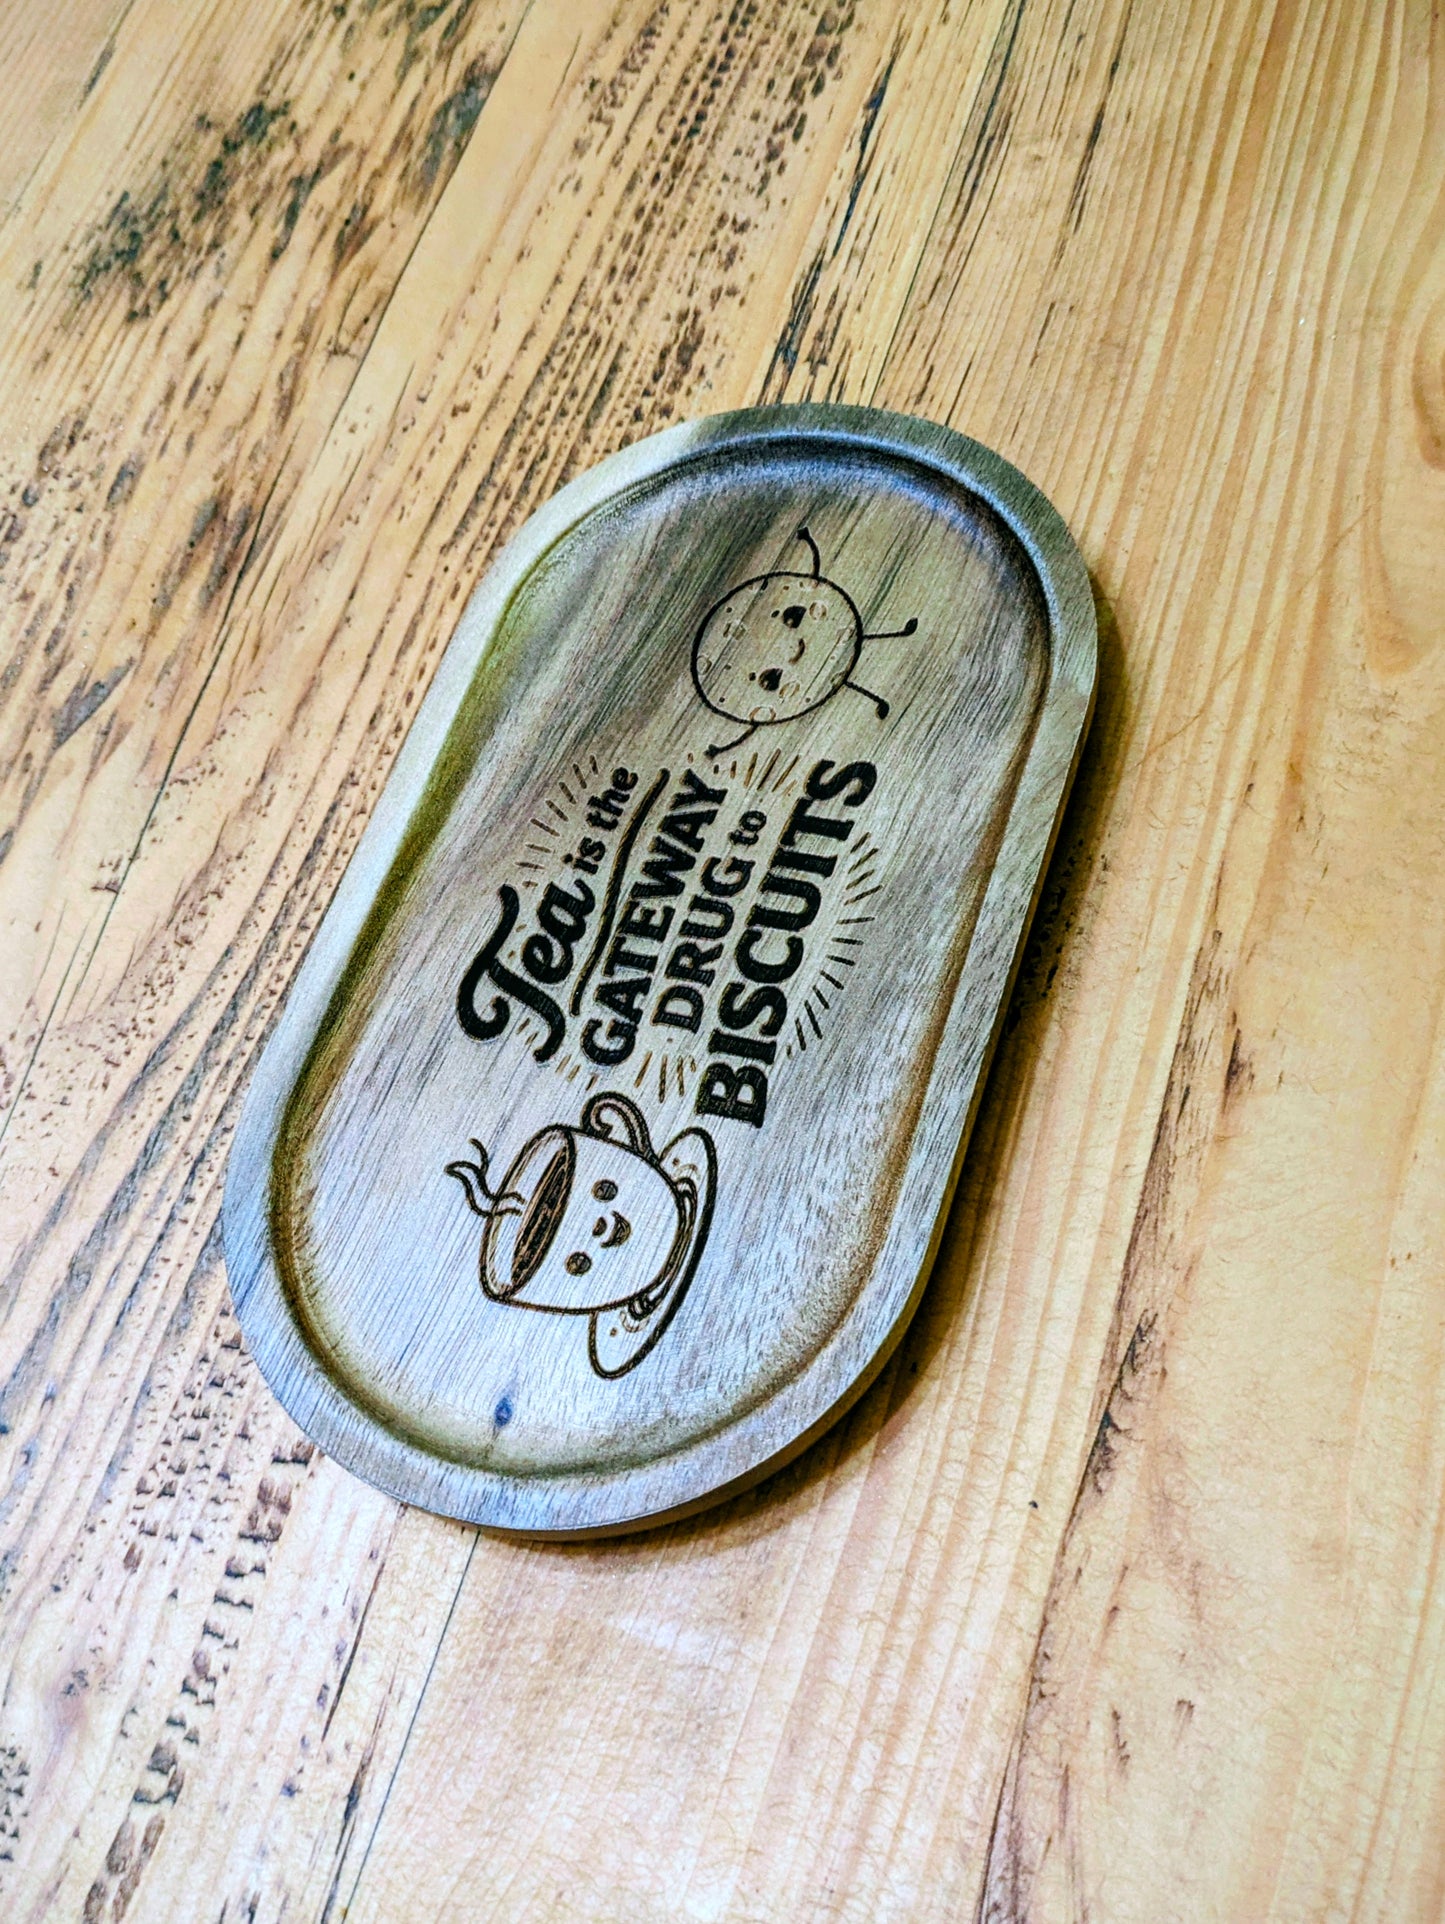 Tea is the
GATEWAY
DRUG to
BISCUITS